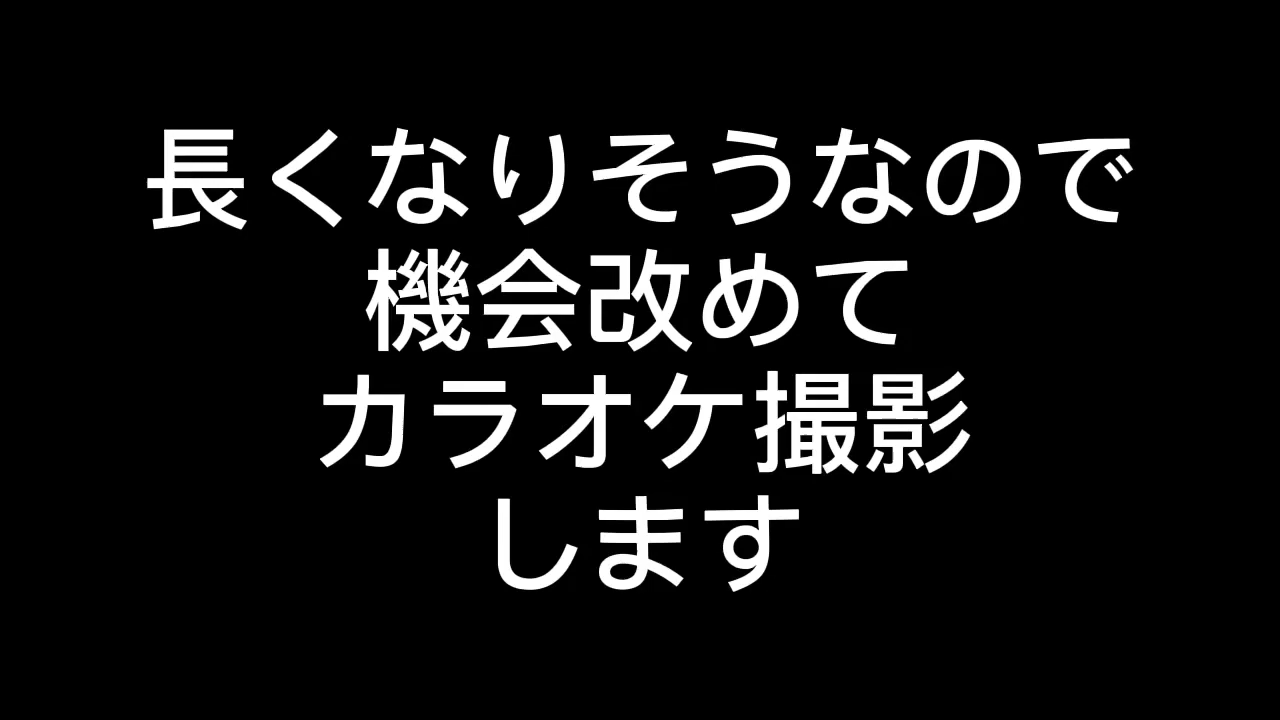 長くなりそうなので
機会改めて
カラオケ撮影
します